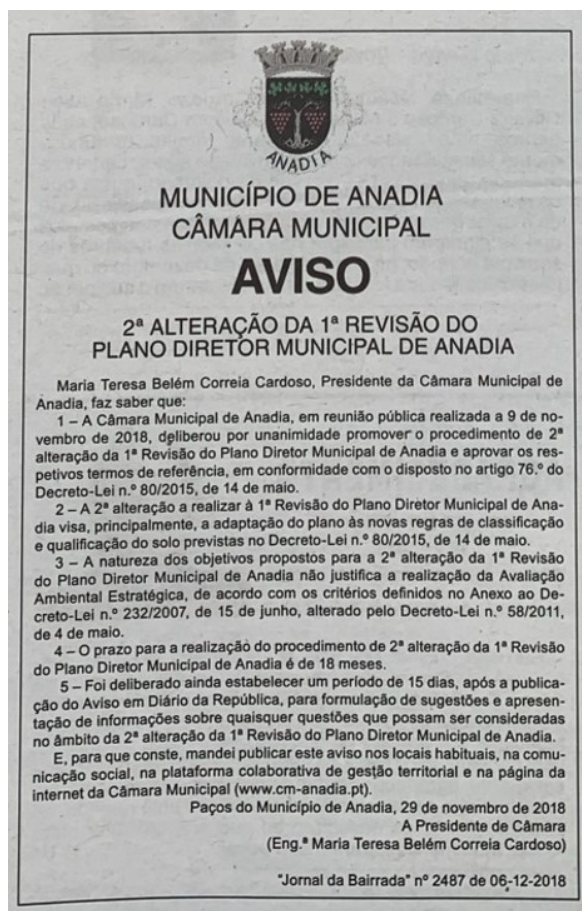 ANADIA
MUNICÍPIO DE ANADIA
CÂMARA MUNICIPAL
AVISO
2ª ALTERAÇÃO DA 1ª REVISÃO DO
PLANO DIRETOR MUNICIPAL DE ANADIA
Maria Teresa Belém Correia Cardoso, Presidente da Câmara Municipal de
Anadia, faz saber que:
1 – A Câmara Municipal de Anadia, em reunião pública realizada a 9 de no-
vembro de 2018, deliberou por unanimidade promover o procedimento de 2ª
alteração da 1ª Revisão do Plano Diretor Municipal de Anadia e aprovar os res-
petivos termos de referência, em conformidade com o disposto no artigo 76.º do
Decreto-Lei n.º 80/2015, de 14 de maio.
2 – A 2ª alteração a realizar à 1ª Revisão do Plano Diretor Municipal de Ana-
dia visa, principalmente, a adaptação do plano às novas regras de classificação
e qualificação do solo previstas no Decreto-Lei n.º 80/2015, de 14 de maio.
3 – A natureza dos objetivos propostos para a 2ª alteração da 1ª Revisão
do Plano Diretor Municipal de Anadia não justifica a realização da Avaliação
Ambiental Estratégica, de acordo com os critérios definidos no Anexo ao De-
creto-Lei n.º 232/2007, de 15 de junho, alterado pelo Decreto-Lei n.º 58/2011,
de 4 de maio.
4 – O prazo para a realização do procedimento de 2ª alteração da 1ª Revisão
do Plano Diretor Municipal de Anadia é de 18 meses.
5 – Foi deliberado ainda estabelecer um período de 15 dias, após a publica-
ção do Aviso em Diário da República, para formulação de sugestões e apresen-
tação de informações sobre quaisquer questões que possam ser consideradas
no âmbito da 2ª alteração da 1ª Revisão do Plano Diretor Municipal de Anadia.
E, para que conste, mandei publicar este aviso nos locais habituais, na comu-
nicação social, na plataforma colaborativa de gestão territorial e na página da
internet da Câmara Municipal (www.cm-anadia.pt).
Paços do Município de Anadia, 29 de novembro de 2018
A Presidente de Câmara
(Eng.ª Maria Teresa Belém Correia Cardoso)
"Jornal da Bairrada" nº 2487 de 06-12-2018